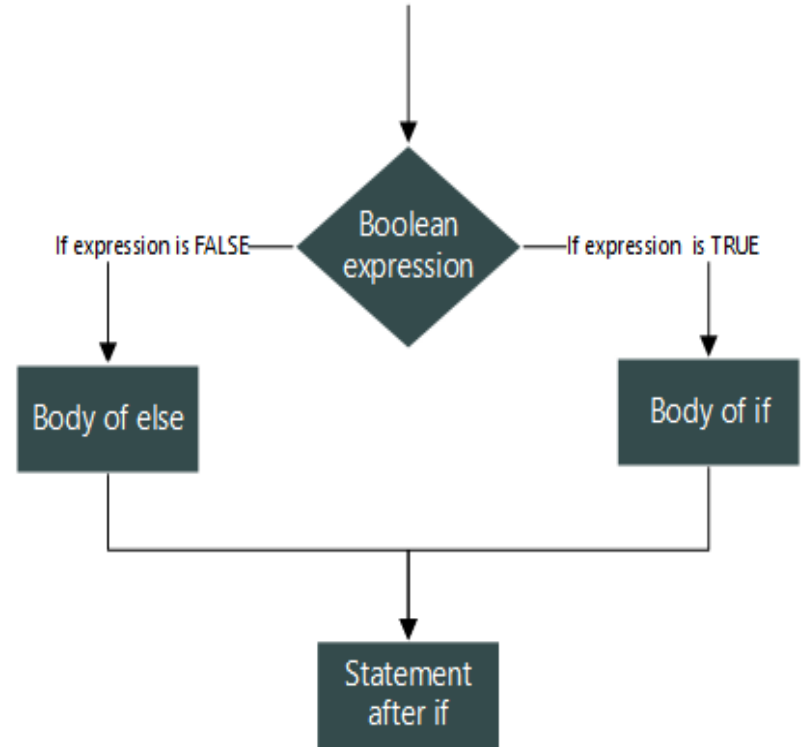 Boolean
expression
If expression is FALSE
If expression is TRUE
Body of else
Body of if
Statement
after if